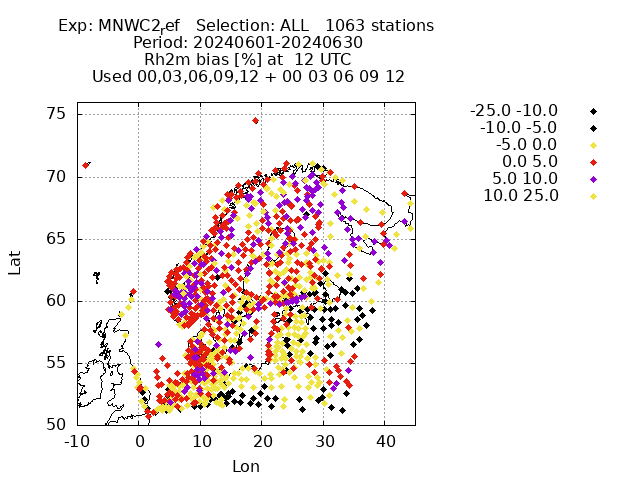 Exp: MNWC2ref   Selection: ALL   1063 stations
Period: 20240601-20240630
Rh2m bias [%] at  12 UTC
Used 00,03,06,09,12 + 00 03 06 09 12
-25.0 -10.0
-10.0 -5.0
-5.0 0.0
0.0 5.0
5.0 10.0
10.0 25.0
75
70
65
60
55
50
Lat
-10 0 10 20 30 40
Lon